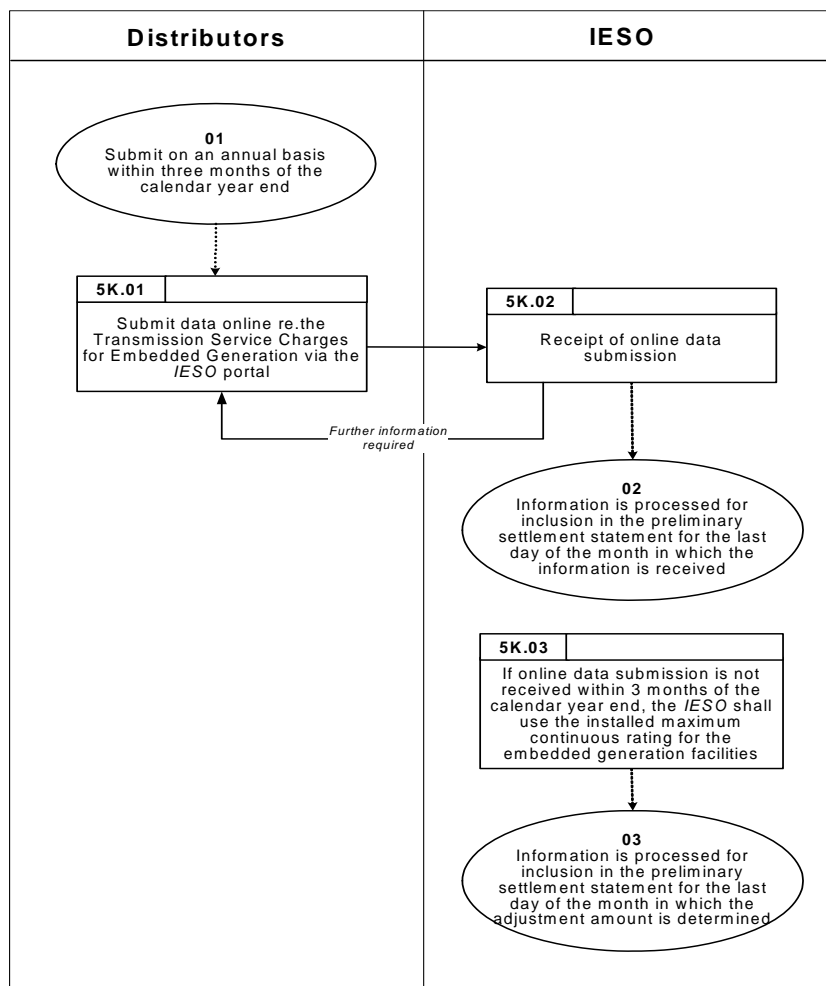 Distributors
IESO
01
Submit on an annual basis
within three months of the
calendar year end
5K.01
Submit data online re.the
Transmission Service Charges
for Embedded Generation via the
IESO portal
5K.02
Receipt of online data
submission
Further information
required
02
Information is processed for
inclusion in the preliminary
settlement statement for the last
day of the month in which the
information is received
5K.03
If online data submission is not
received within 3 months of the
calendar year end, the IESO shall
use the installed maximum
continuous rating for the
embedded generation facilities
03
Information is processed for
inclusion in the preliminary
settlement statement for the last
day of the month in which the
adjustment amount is determined